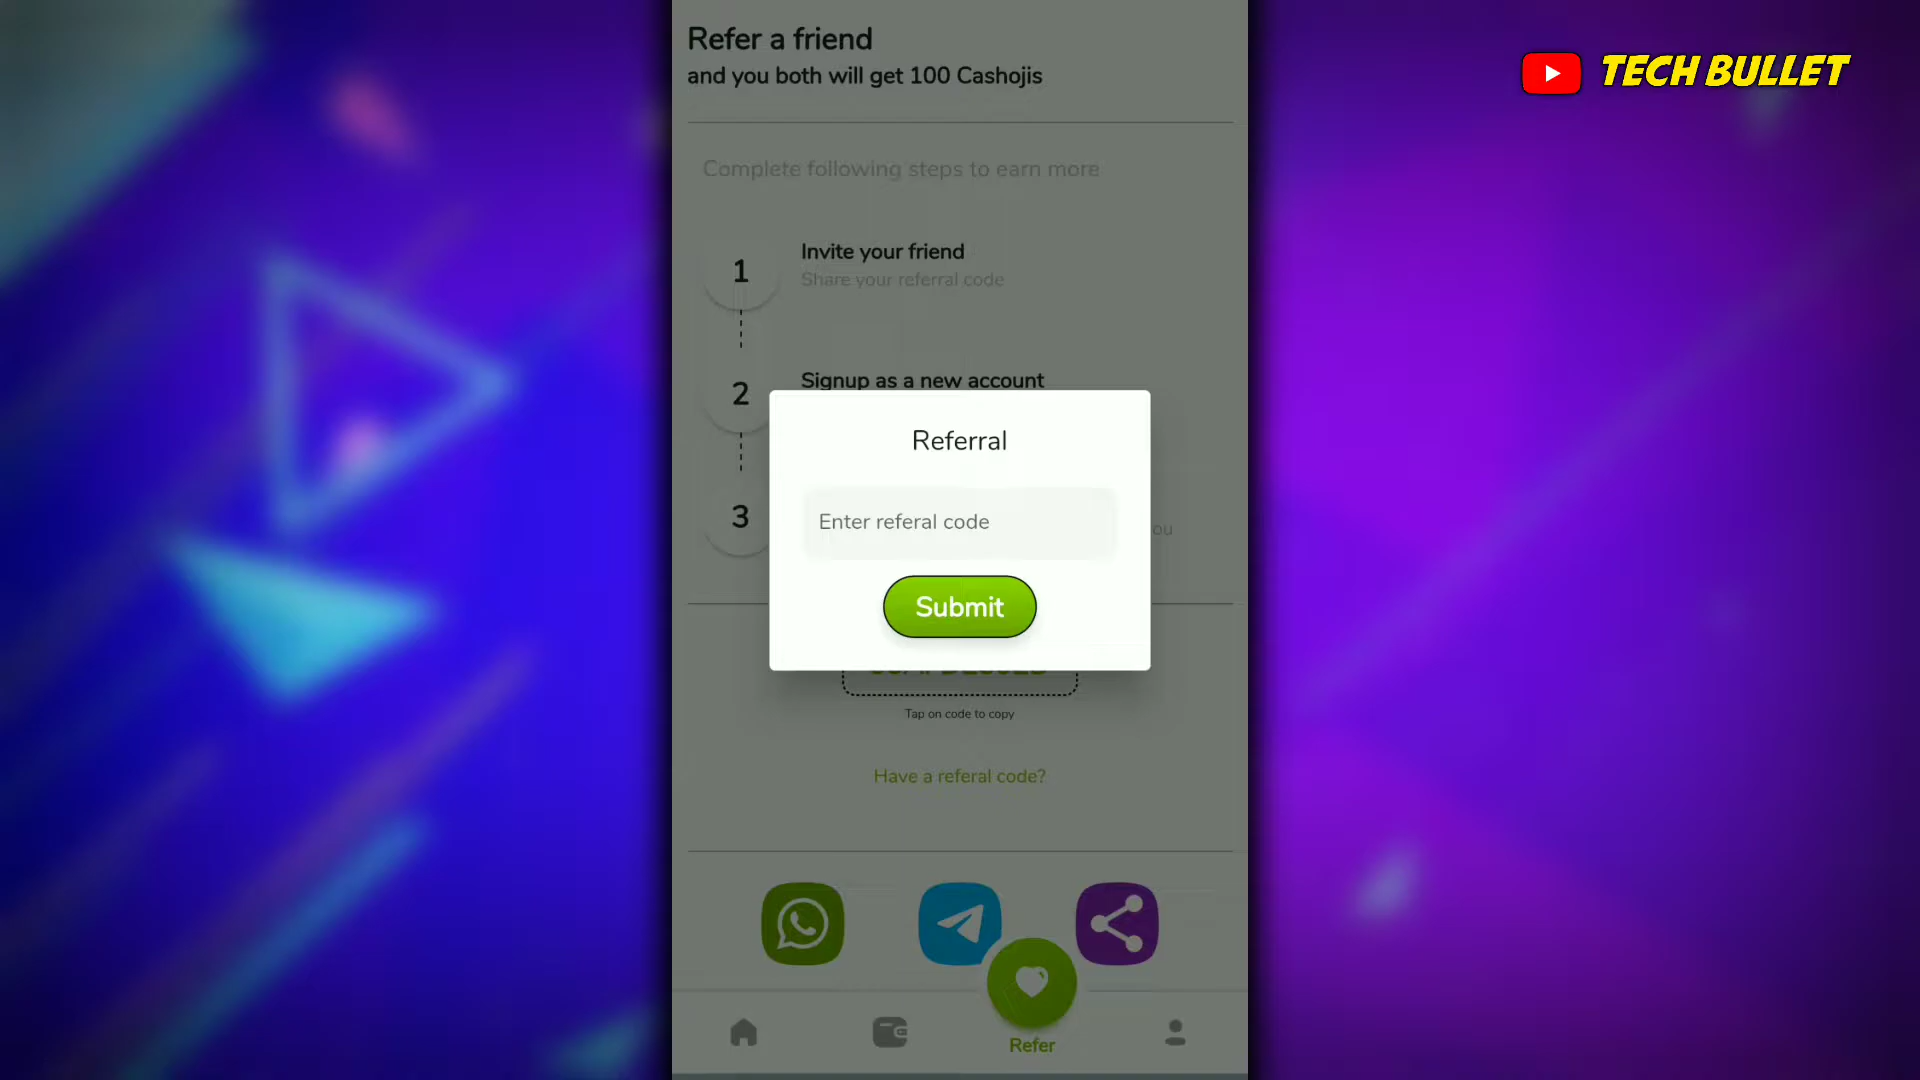 Refer a friend
and you both will get 100 Cashojis
TECH BULLET
Complete following steps to earn more
1
Invite your friend
Share your referral code
2
Signup as a new account
Referral
3
Enter referal code
ou
Submit
Tap on code to copy
Have a referal code?
Refer